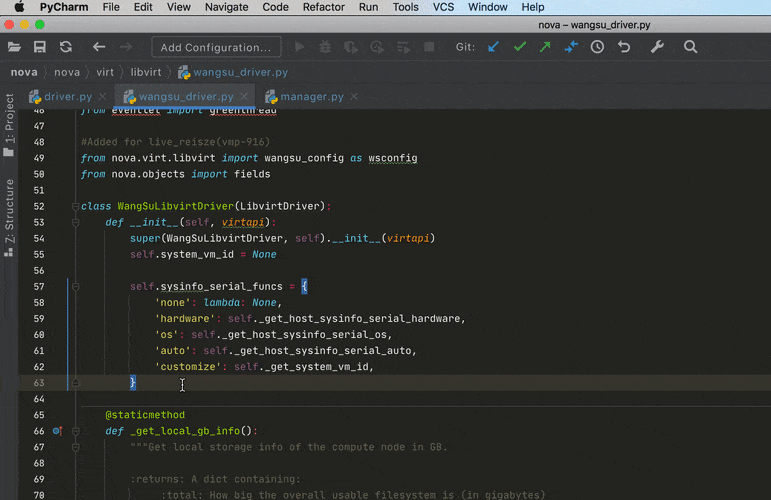 PyCharm File Edit View Navigate Code Refactor Run Tools VCS Window Help
nova – wangsu_driver.py
Add Configuration... Git:
nova nova virt libvirt wangsu_driver.py
driver.py wangsu_driver.py manager.py
1: Project
Z: Structure
46 from eventlet import greenthread
47
48 #Added for live_reisze(vmp-916)
49 from nova.virt.libvirt import wangsu_config as wsconfig
50 from nova.objects import fields
51
52 class WangSuLibvirtDriver(LibvirtDriver):
53 def __init__(self, virtapi):
54 super(WangSuLibvirtDriver, self).__init__(virtapi)
55 self.system_vm_id = None
56
57 self.sysinfo_serial_funcs = {
58 'none': lambda: None,
59 'hardware': self._get_host_sysinfo_serial_hardware,
60 'os': self._get_host_sysinfo_serial_os,
61 'auto': self._get_host_sysinfo_serial_auto,
62 'customize': self._get_system_vm_id,
63 }
64
65 @staticmethod
66 def _get_local_gb_info():
67 """Get local storage info of the compute node in GB.
68
69 :returns: A dict containing:
70 :total: How big the overall usable filesystem is (in gigabytes)